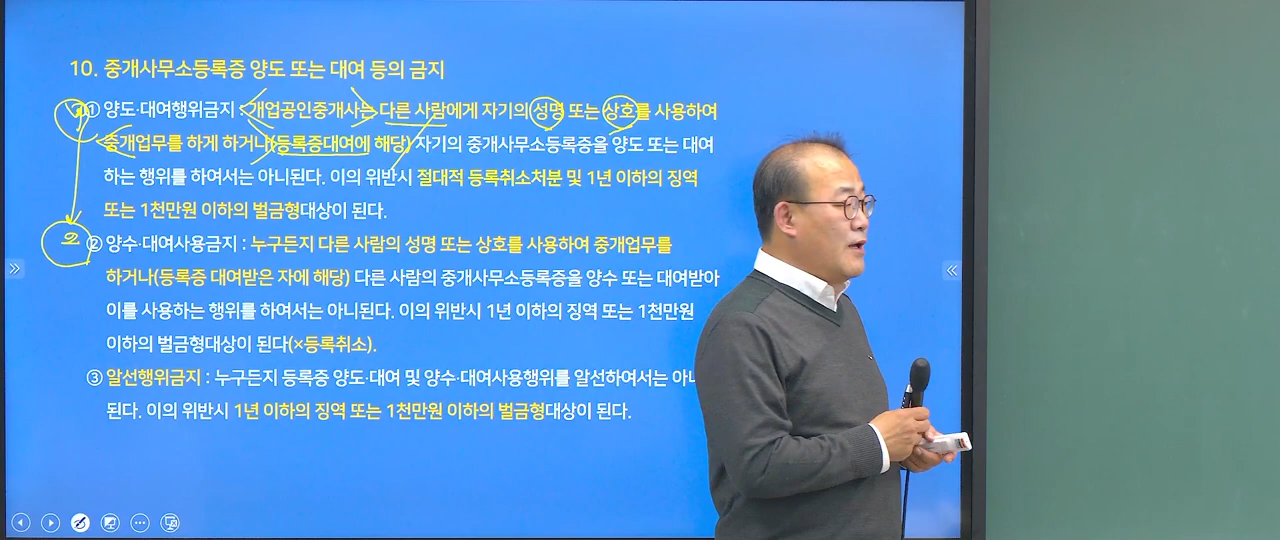 10. 중개사무소등록증 양도 또는 대여 등의 금지
① 양도·대여행위금지 : 개업공인중개사는 다른 사람에게 자기의 성명 또는 상호를 사용하여
중개업무를 하게 하거나(등록증대여에 해당) 자기의 중개사무소등록증을 양도 또는 대여
하는 행위를 하여서는 아니된다. 이의 위반시 절대적 등록취소처분 및 1년 이하의 징역
또는 1천만원 이하의 벌금형대상이 된다.
② 양수·대여사용금지 : 누구든지 다른 사람의 성명 또는 상호를 사용하여 중개업무를
하거나(등록증 대여받은 자에 해당) 다른 사람의 중개사무소등록증을 양수 또는 대여받아
이를 사용하는 행위를 하여서는 아니된다. 이의 위반시 1년 이하의 징역 또는 1천만원
이하의 벌금형대상이 된다(×등록취소).
③ 알선행위금지 : 누구든지 등록증 양도·대여 및 양수·대여사용행위를 알선하여서는 아니
된다. 이의 위반시 1년 이하의 징역 또는 1천만원 이하의 벌금형대상이 된다.